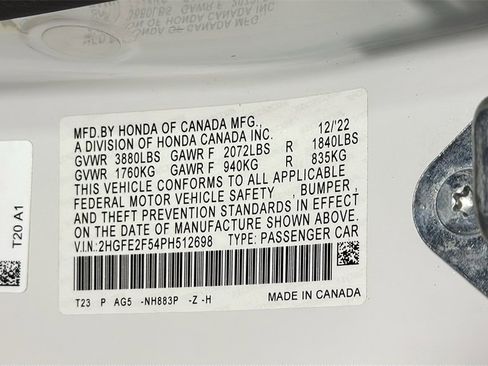 MFD.BY HONDA OF CANADA MFG., 12/'22
A DIVISION OF HONDA CANADA INC.
GVWR 3880LBS GAWR F 2072LBS R 1840LBS
GVWR 1760KG GAWR F 940KG R 835KG
THIS VEHICLE CONFORMS TO ALL APPLICABLE
FEDERAL MOTOR VEHICLE SAFETY , BUMPER ,
AND THEFT PREVENTION STANDARDS IN EFFECT
ON THE DATE OF MANUFACTURE SHOWN ABOVE.
V.I.N.:2HGFE2F54PH512698 TYPE: PASSENGER CAR
T23 P AG5 -NH883P -Z -H MADE IN CANADA
T20 A1